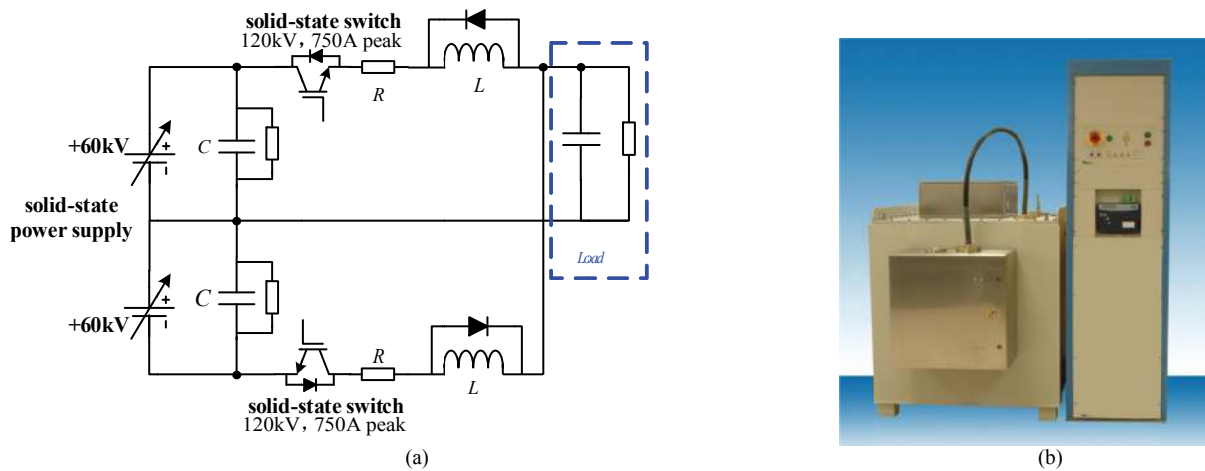 solid-state switch
120kV, 750A peak
R
L
+60kV
+
-
C
solid-state
power supply
Load
+60kV
+
-
C
R
L
solid-state switch
120kV, 750A peak
(a)
(b)